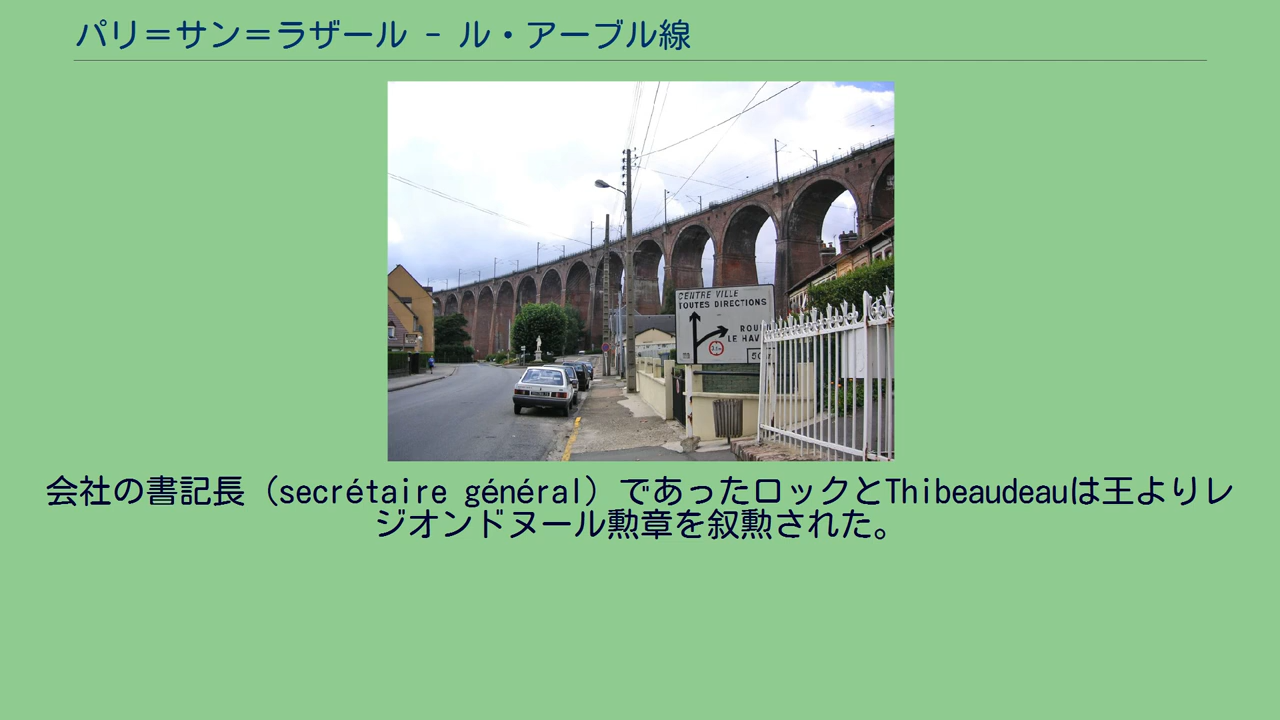 パリ＝サン＝ラザール - ル・アーブル線
CENTRE VILLE
TOUTES DIRECTIONS
会社の書記長（secrétaire général）であったロックとThibeaudeauは王よりレ
ジオンドヌール勲章を叙勲された。